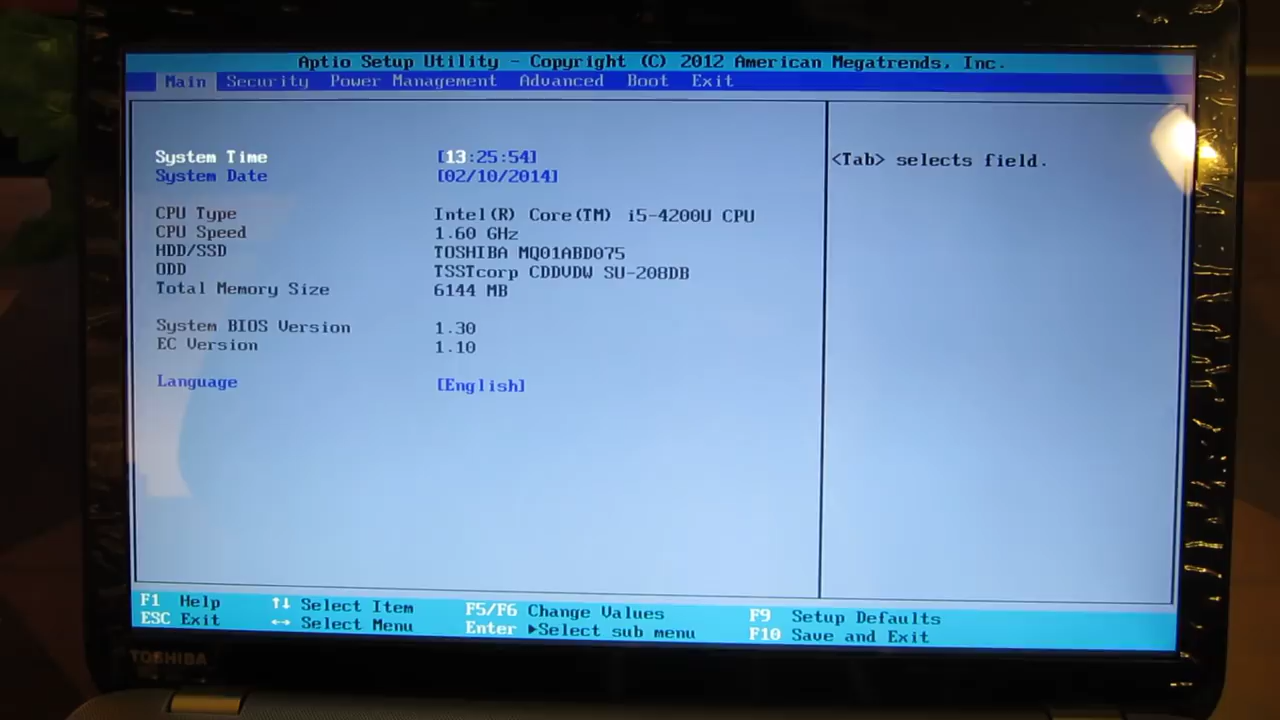 Aptio Setup Utility - Copyright (C) 2012 American Megatrends, Inc.
Main Security Power Management Advanced Boot Exit
System Time [13:25:54]
<Tab> selects field.
System Date [02/10/2014]
CPU Type Intel(R) Core(TM) i5-4200U CPU
CPU Speed 1.60 GHz
HDD/SSD TOSHIBA MQ01ABD075
ODD TSSTcorp CDDVDW SU-208DB
Total Memory Size 6144 MB
System BIOS Version 1.30
EC Version 1.10
Language [English]
F1 Help ↑↓ Select Item F5/F6 Change Values F9 Setup Defaults
ESC Exit ↔ Select Menu Enter ▶Select sub menu F10 Save and Exit
TOSHIBA